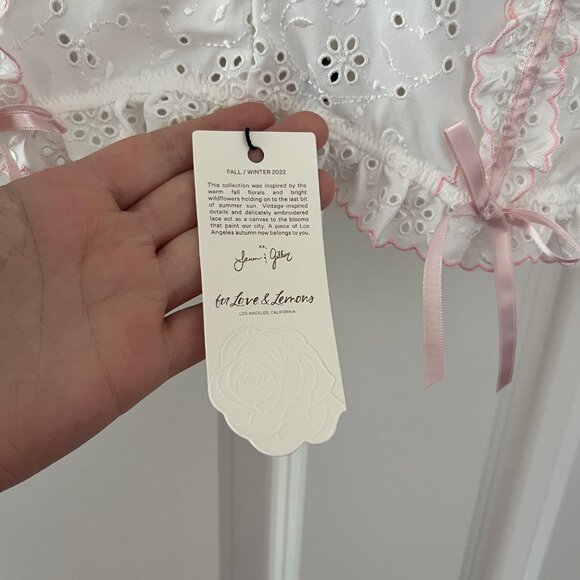 FALL / WINTER 2022
This collection was inspired by the
warm fall florals and bright
wildflowers holding on to the last bit
of summer sun. Vintage-inspired
details and delicately embroidered
lace act as a canvas to the blooms
that paint our city. A piece of Los
Angeles autumn now belongs to you.
xx,
for Love & Lemons
LOS ANGELES, CALIFORNIA